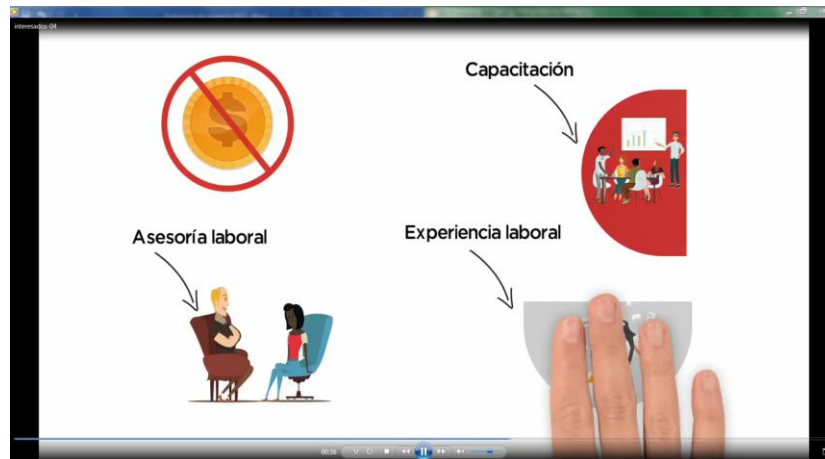 interesados-04
$
Capacitación
Asesoría laboral
Experiencia laboral
00:36